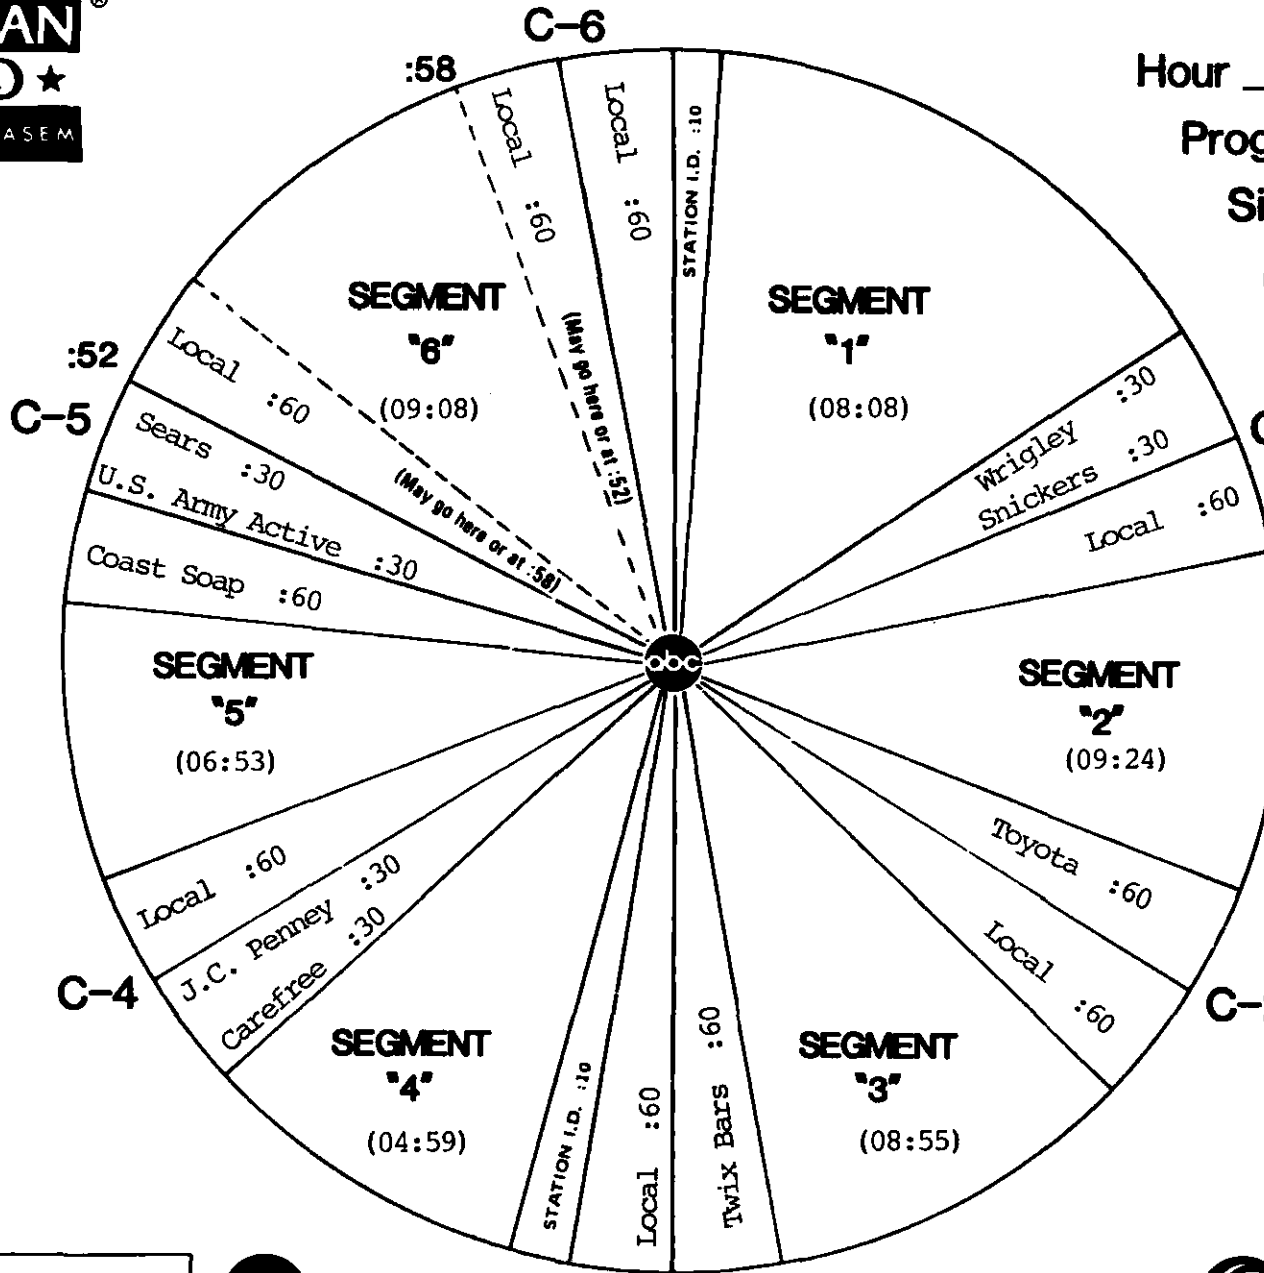 AN ®
ASEM
C-6
:58
Hour
Local :60
Local :60
STATION I.D. :10
SEGMENT
"1"
(08:08)
Wrigley :30
Snickers :30
Local :60
SEGMENT
"2"
(09:24)
Toyota :60
Local :60
C-
SEGMENT
"3"
(08:55)
Twix Bars :60
Local :60
STATION I.D. :10
SEGMENT
"4"
(04:59)
Carefree :30
J.C. Penney :30
C-4
Local :60
SEGMENT
"5"
(06:53)
Coast Soap :60
U.S. Army Active :30
Sears :30
C-5
:52
Local :60
(May go here or at :58)
SEGMENT
"6"
(09:08)
(May go here or at :52)
abc